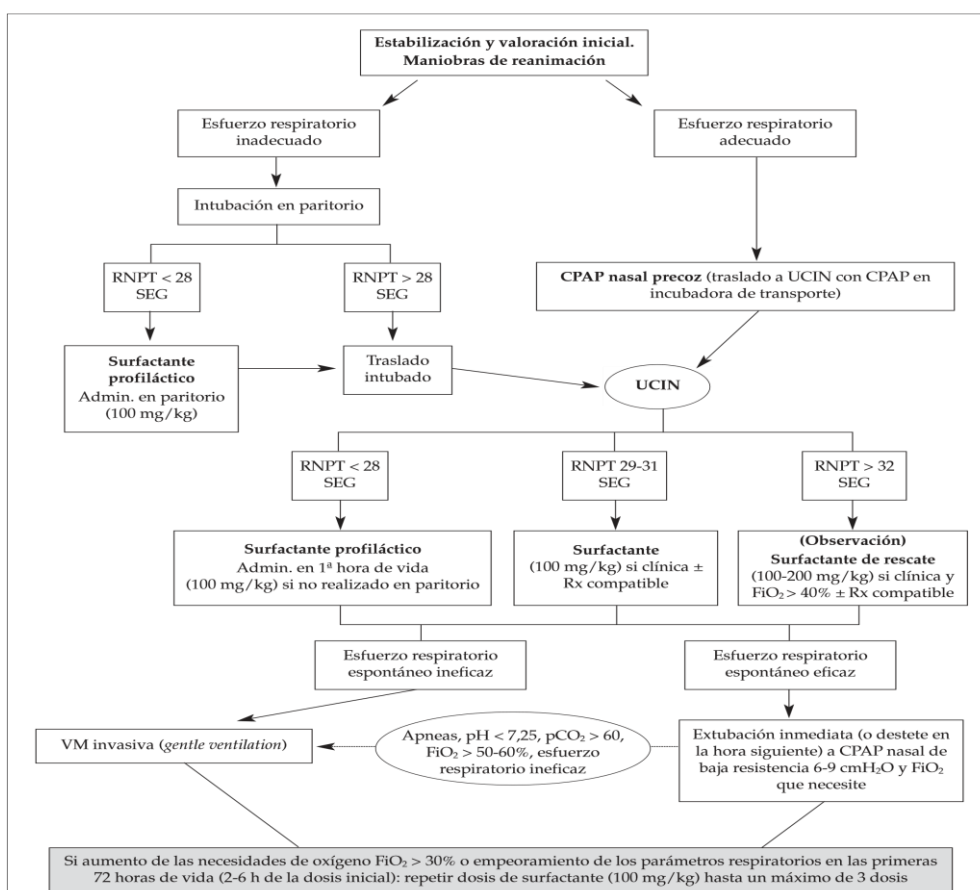 Estabilización y valoración inicial.
Maniobras de reanimación
Esfuerzo respiratorio
inadecuado
Esfuerzo respiratorio
adecuado
Intubación en paritorio
RNPT < 28
SEG
RNPT > 28
SEG
CPAP nasal precoz (traslado a UCIN con CPAP en
incubadora de transporte)
Surfactante
profiláctico
Admin. en paritorio
(100 mg/kg)
Traslado
intubado
UCIN
RNPT < 28
SEG
RNPT 29-31
SEG
RNPT > 32
SEG
Surfactante profiláctico
Admin. en 1ª hora de vida
(100 mg/kg) si no realizado en paritorio
Surfactante
(100 mg/kg) si clínica ±
Rx compatible
(Observación)
Surfactante de rescate
(100-200 mg/kg) si clínica y
FiO₂ > 40% ± Rx compatible
Esfuerzo respiratorio
espontáneo ineficaz
Esfuerzo respiratorio
espontáneo eficaz
VM invasiva (gentle ventilation)
Apneas, pH < 7,25, pCO₂ > 60,
FiO₂ > 50-60%, esfuerzo
respiratorio ineficaz
Extubación inmediata (o destete en
la hora siguiente) a CPAP nasal de
baja resistencia 6-9 cmH₂O y FiO₂
que necesite
Si aumento de las necesidades de oxígeno FiO₂ > 30% o empeoramiento de los parámetros respiratorios en las primeras
72 horas de vida (2-6 h de la dosis inicial): repetir dosis de surfactante (100 mg/kg) hasta un máximo de 3 dosis